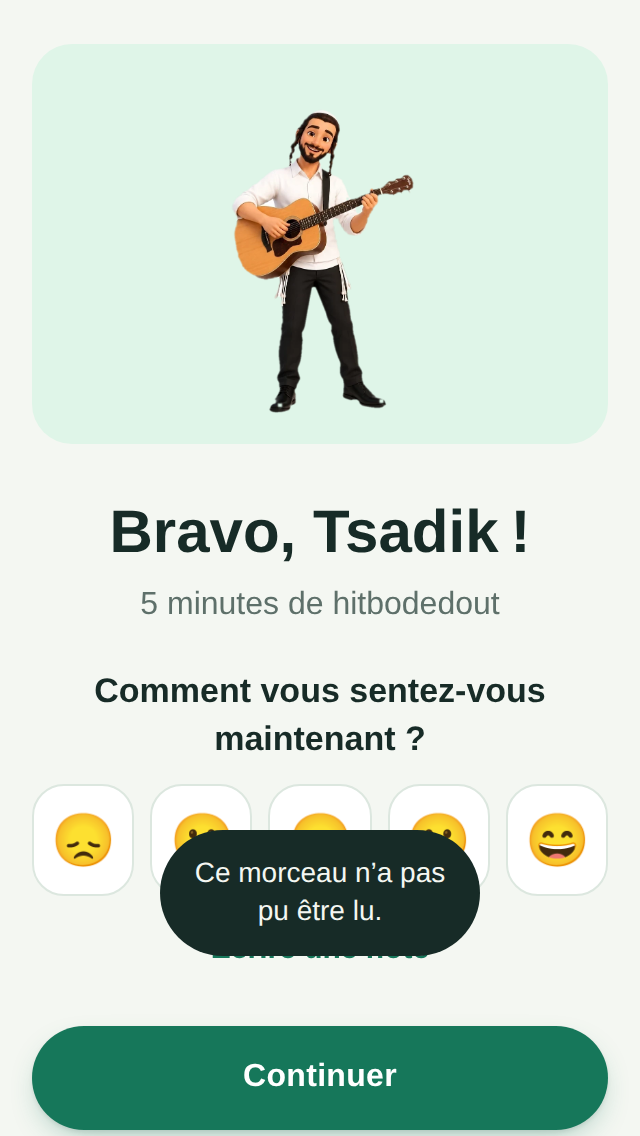 Bravo, Tsadik !
5 minutes de hitbodedout
Comment vous sentez-vous
maintenant ?
Ce morceau n’a pas
pu être lu.
Continuer